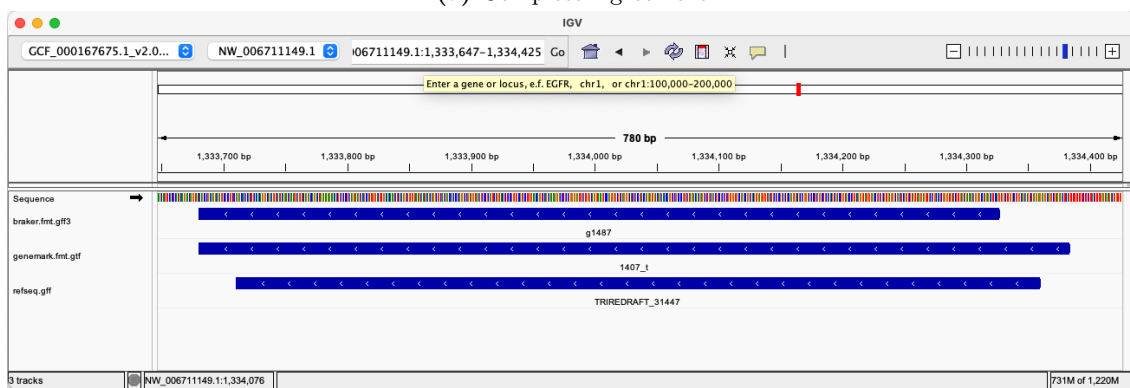 IGV
GCF_000167675.1_v2.0... NW_006711149.1 )06711149.1:1,333,647–1,334,425 Go
Enter a gene or locus, e.f. EGFR, chr1, or chr1:100,000–200,000
780 bp
1,333,700 bp 1,333,800 bp 1,333,900 bp 1,334,000 bp 1,334,100 bp 1,334,200 bp 1,334,300 bp 1,334,400 bp
Sequence
braker.fmt.gff3
g1487
genemark.fmt.gtf
1407_t
refseq.gff
TRIREDRAFT_31447
3 tracks NW_006711149.1:1,334,076 731M of 1,220M